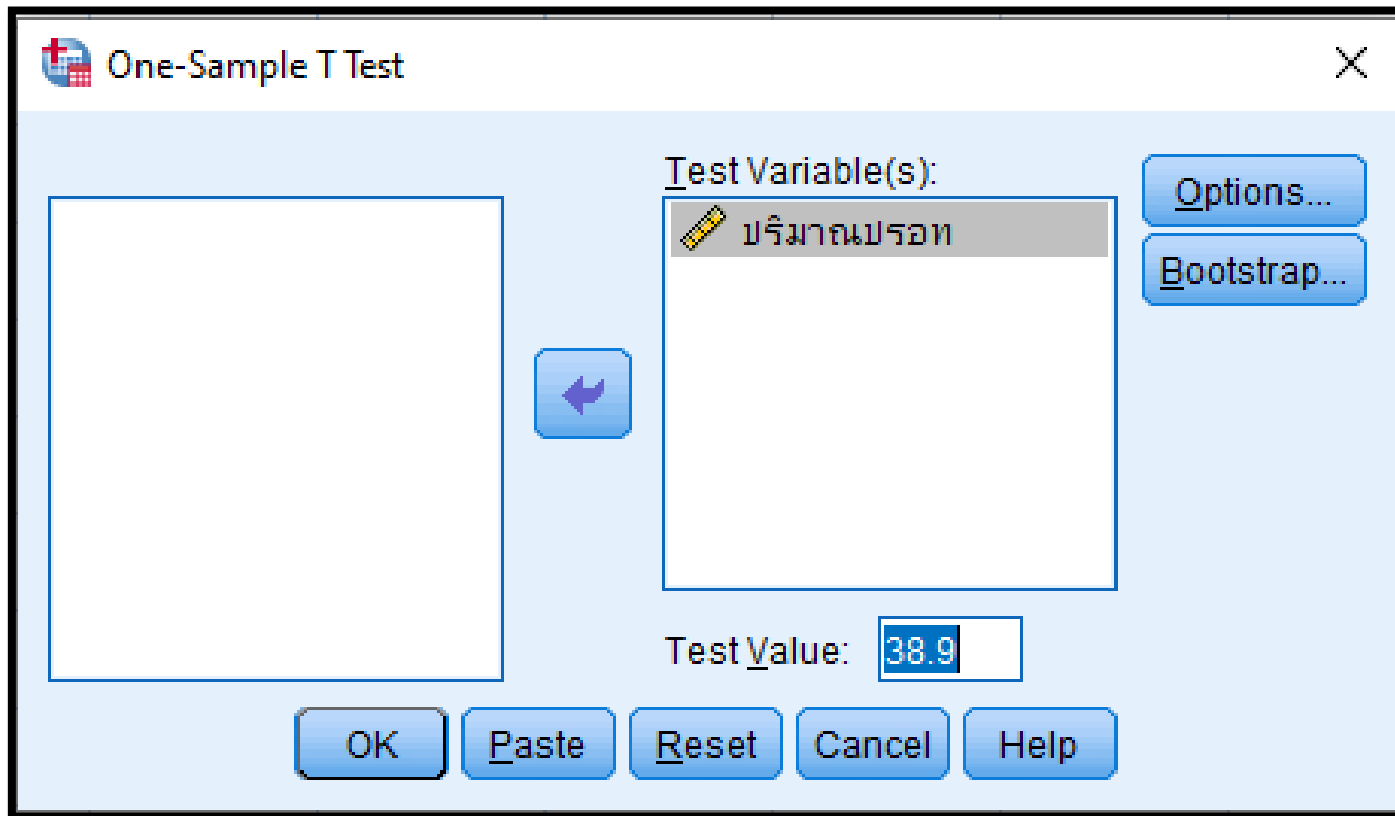 One-Sample T Test
Test Variable(s):
ปริมาณปรอท
Options...
Bootstrap...
Test Value: 38.9
OK Paste Reset Cancel Help